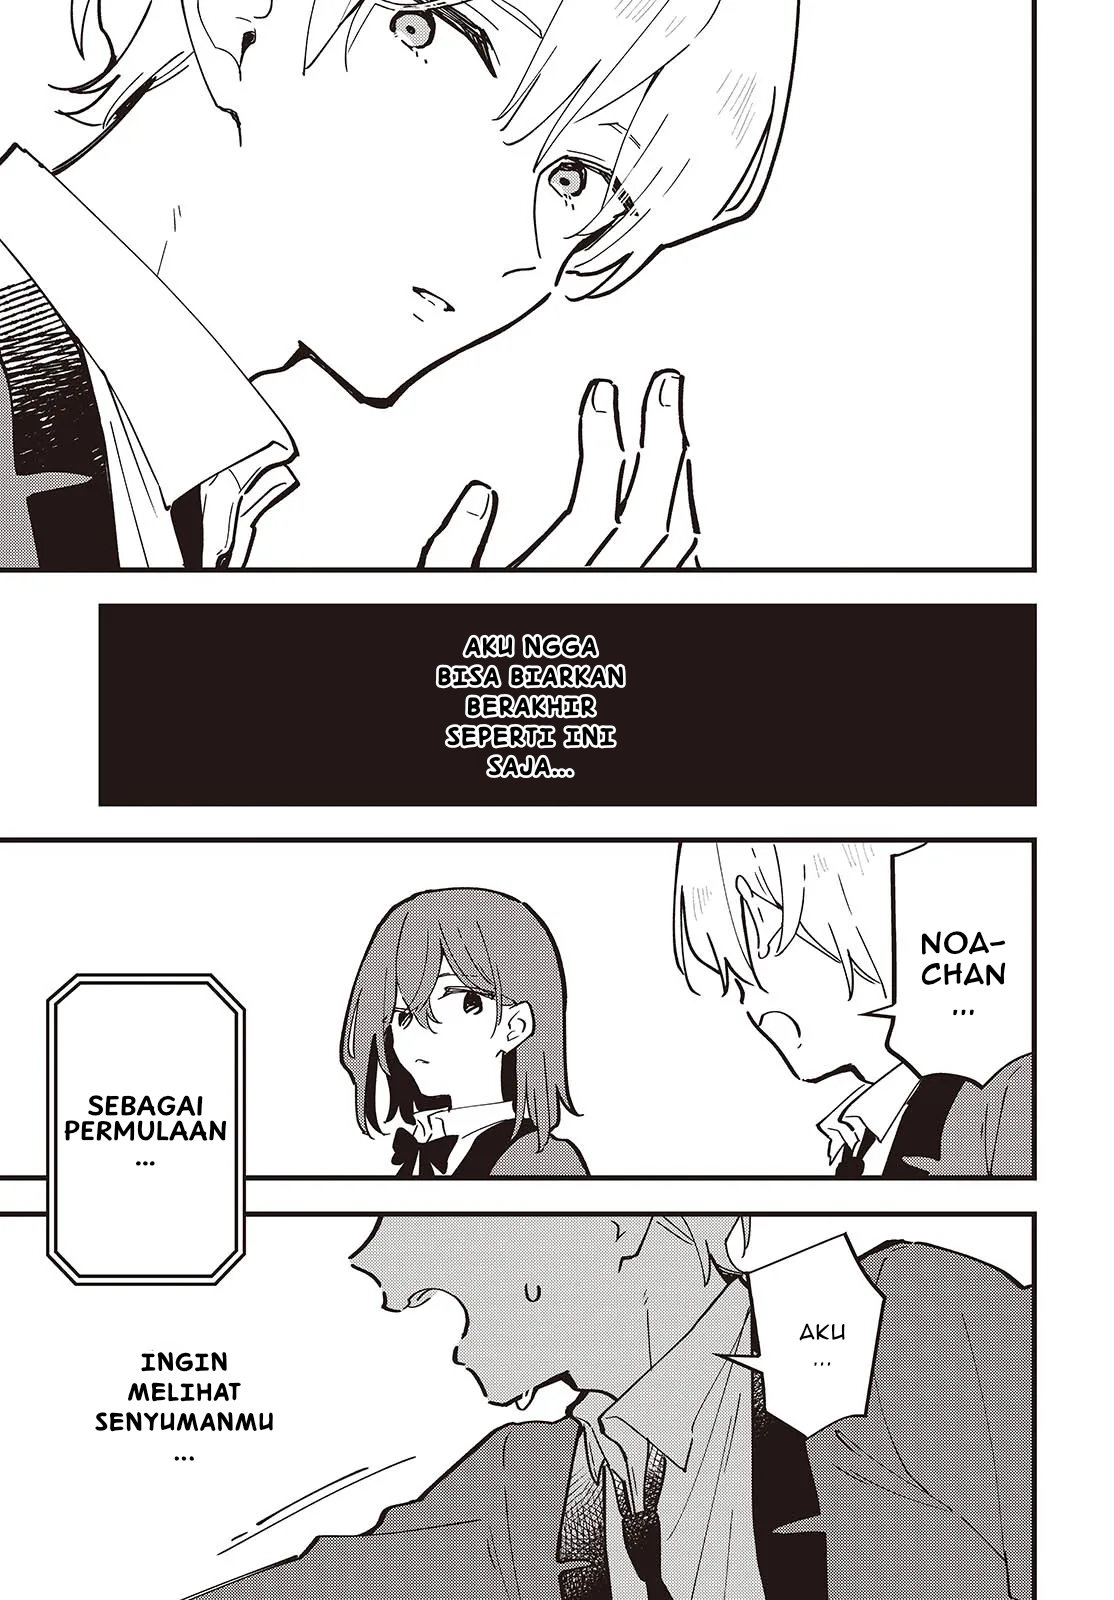 AKU NGGA
BISA BIARKAN
BERAKHIR
SEPERTI INI
SAJA...
NOA-
CHAN
...
SEBAGAI
PERMULAAN
...
AKU
...
INGIN
MELIHAT
SENYUMANMU
...